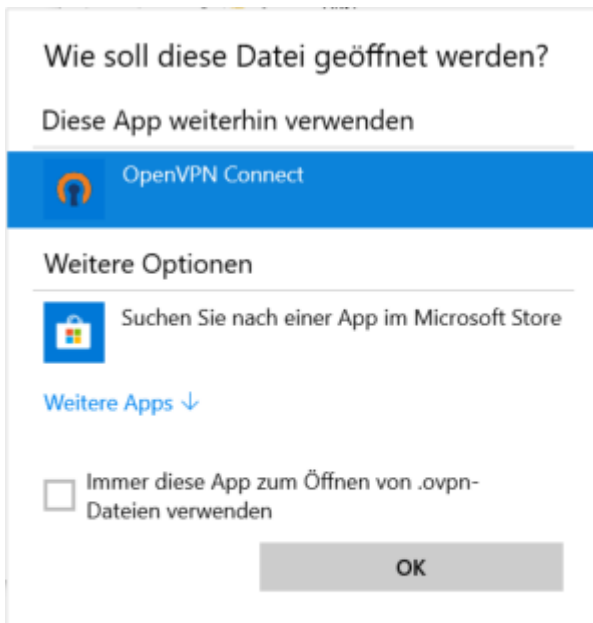 Wie soll diese Datei geöffnet werden?
Diese App weiterhin verwenden
OpenVPN Connect
Weitere Optionen
Suchen Sie nach einer App im Microsoft Store
Weitere Apps ↓
Immer diese App zum Öffnen von .ovpn-
Dateien verwenden
OK